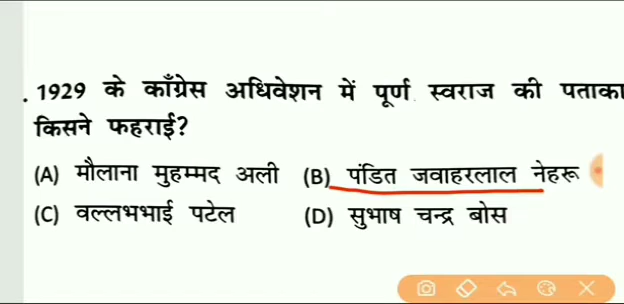 . 1929 के काँग्रेस अधिवेशन में पूर्ण स्वराज की पताका
किसने फहराई?
(A) मौलाना मुहम्मद अली (B) पंडित जवाहरलाल नेहरू
(C) वल्लभभाई पटेल (D) सुभाष चन्द्र बोस